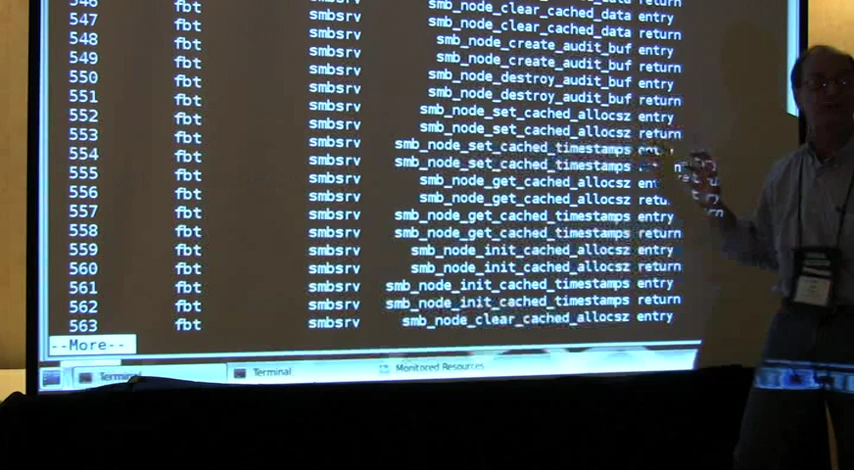 fbt smbsrv smb_node_clear_cached_data entry
546 fbt smbsrv smb_node_clear_cached_data return
547 fbt smbsrv smb_node_create_audit_buf entry
548 fbt smbsrv smb_node_create_audit_buf return
549 fbt smbsrv smb_node_destroy_audit_buf entry
550 fbt smbsrv smb_node_destroy_audit_buf return
551 fbt smbsrv smb_node_set_cached_allocsz entry
552 fbt smbsrv smb_node_set_cached_allocsz return
553 fbt smbsrv smb_node_set_cached_timestamps
554 fbt smbsrv smb_node_set_cached_timestamps
555 fbt smbsrv smb_node_get_cached_allocsz
556 fbt smbsrv smb_node_get_cached_allocsz
557 fbt smbsrv smb_node_get_cached_timestamps entry
558 fbt smbsrv smb_node_get_cached_timestamps return
559 fbt smbsrv smb_node_init_cached_allocsz entry
560 fbt smbsrv smb_node_init_cached_allocsz return
561 fbt smbsrv smb_node_init_cached_timestamps entry
562 fbt smbsrv smb_node_init_cached_timestamps return
563 fbt smbsrv smb_node_clear_cached_allocsz entry
--More--
Terminal Terminal Monitored Resources